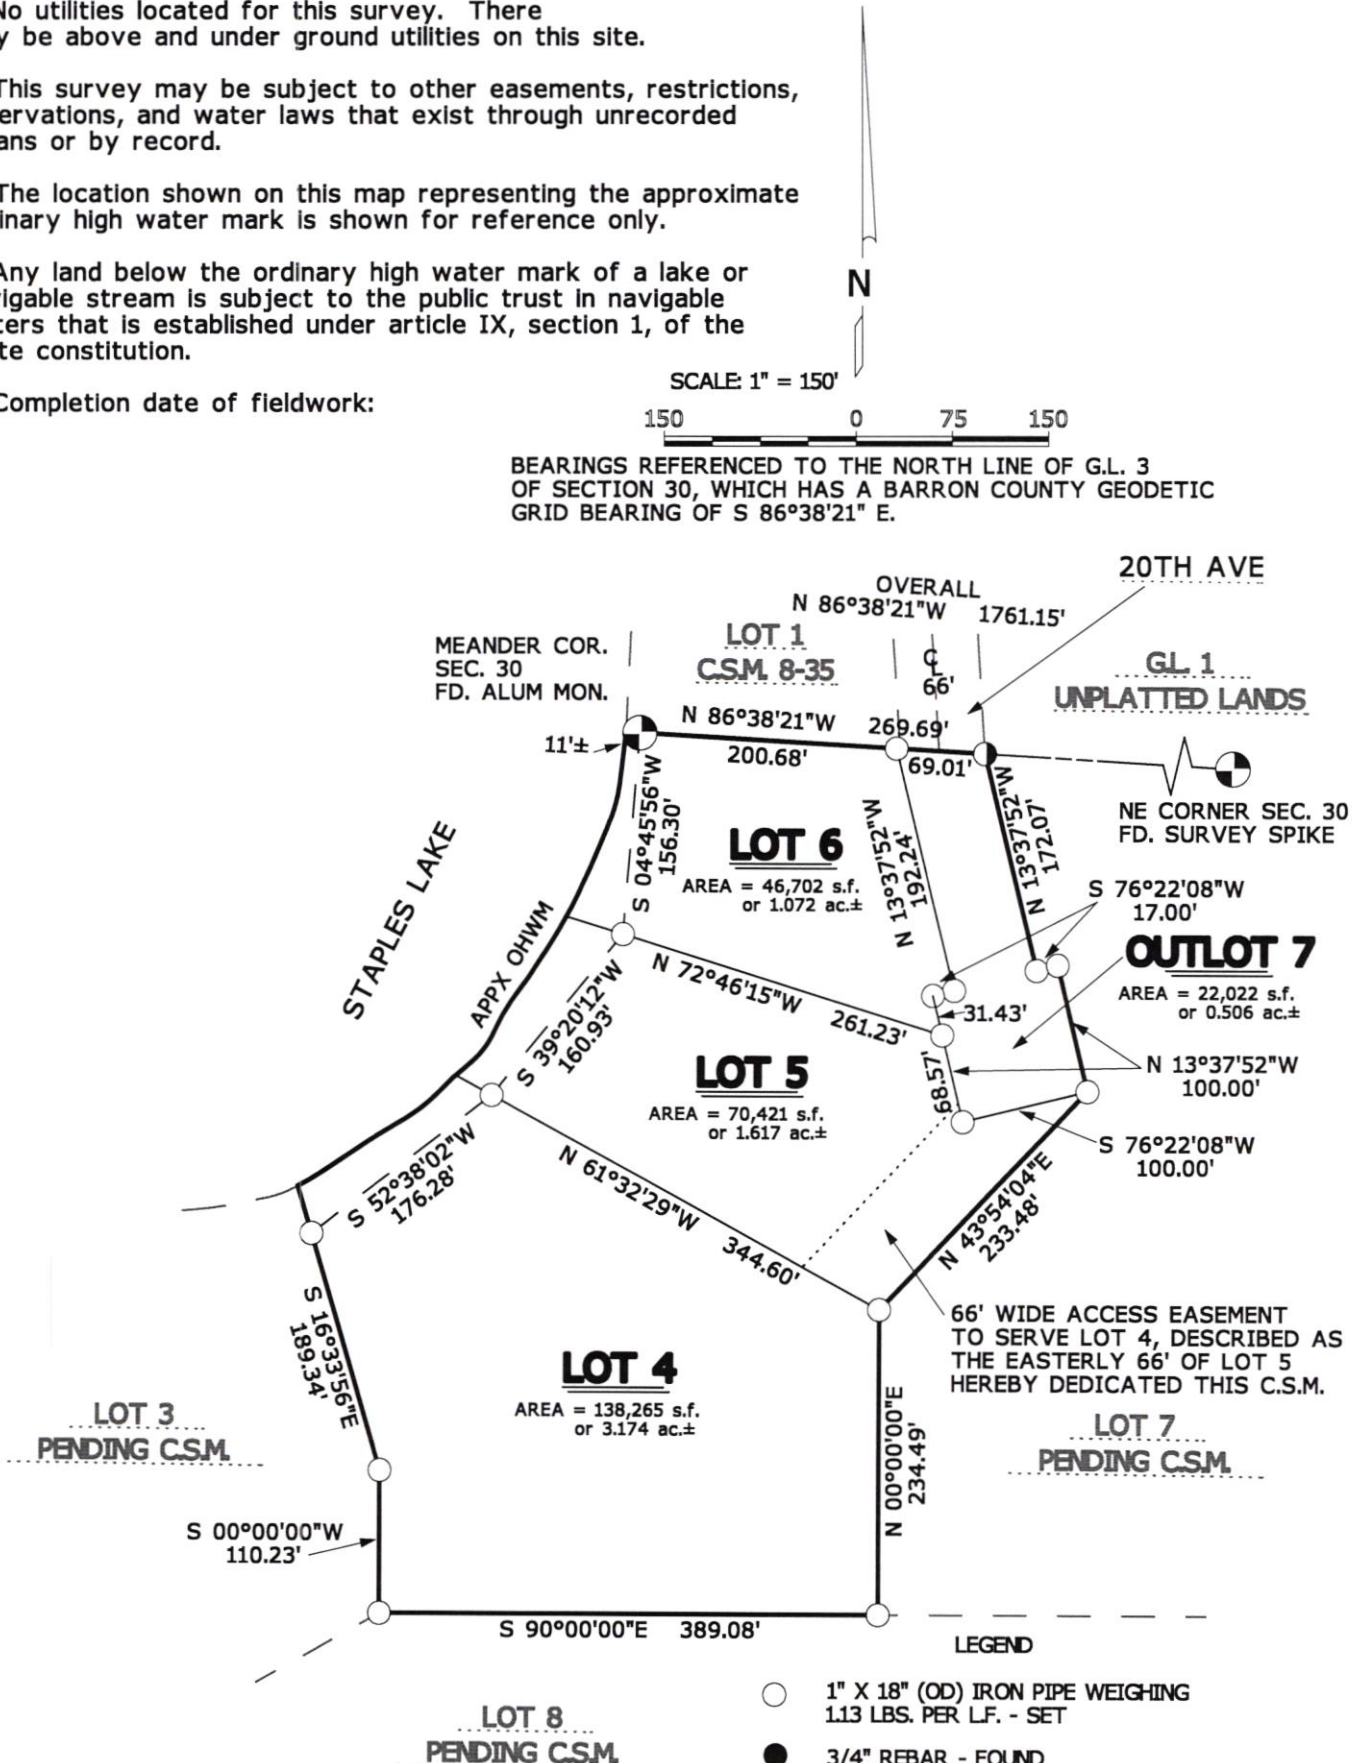 No utilities located for this survey. There
y be above and under ground utilities on this site.
This survey may be subject to other easements, restrictions,
ervations, and water laws that exist through unrecorded
ans or by record.
The location shown on this map representing the approximate
inary high water mark is shown for reference only.
Any land below the ordinary high water mark of a lake or
igable stream is subject to the public trust in navigable
ters that is established under article IX, section 1, of the
te constitution.
Completion date of fieldwork:
N
SCALE: 1" = 150'
150 0 75 150
BEARINGS REFERENCED TO THE NORTH LINE OF G.L. 3
OF SECTION 30, WHICH HAS A BARRON COUNTY GEODETIC
GRID BEARING OF S 86°38'21" E.
20TH AVE
OVERALL
N 86°38'21"W 1761.15'
MEANDER COR.
SEC. 30
FD. ALUM MON.
LOT 1
C.S.M. 8-35
CL
66'
G.L. 1
UNPLATTED LANDS
N 86°38'21"W 269.69'
11'±
200.68'
69.01'
NE CORNER SEC. 30
FD. SURVEY SPIKE
S 04°45'56"W
156.30'
LOT 6
AREA = 46,702 s.f.
or 1.072 ac.±
N 13°37'52"W
192.24'
N 13°37'52"W
172.07'
S 76°22'08"W
17.00'
OUTLOT 7
AREA = 22,022 s.f.
or 0.506 ac.±
STAPLES LAKE
APPX OHWM
N 72°46'15"W 261.23'
31.43'
S 39°20'12"W
160.93'
LOT 5
AREA = 70,421 s.f.
or 1.617 ac.±
68.57'
N 13°37'52"W
100.00'
S 76°22'08"W
100.00'
S 52°38'02"W
176.28'
N 61°32'29"W 344.60'
N 43°54'04"E
233.48'
66' WIDE ACCESS EASEMENT
TO SERVE LOT 4, DESCRIBED AS
THE EASTERLY 66' OF LOT 5
HEREBY DEDICATED THIS C.S.M.
S 16°33'56"E
189.34'
LOT 4
AREA = 138,265 s.f.
or 3.174 ac.±
LOT 3
PENDING C.S.M.
LOT 7
PENDING C.S.M.
N 00°00'00"E
234.49'
S 00°00'00"W
110.23'
S 90°00'00"E 389.08'
LEGEND
1" X 18" (OD) IRON PIPE WEIGHING
1.13 LBS. PER L.F. - SET
LOT 8
PENDING C.S.M.
3/4" REBAR - FOUND